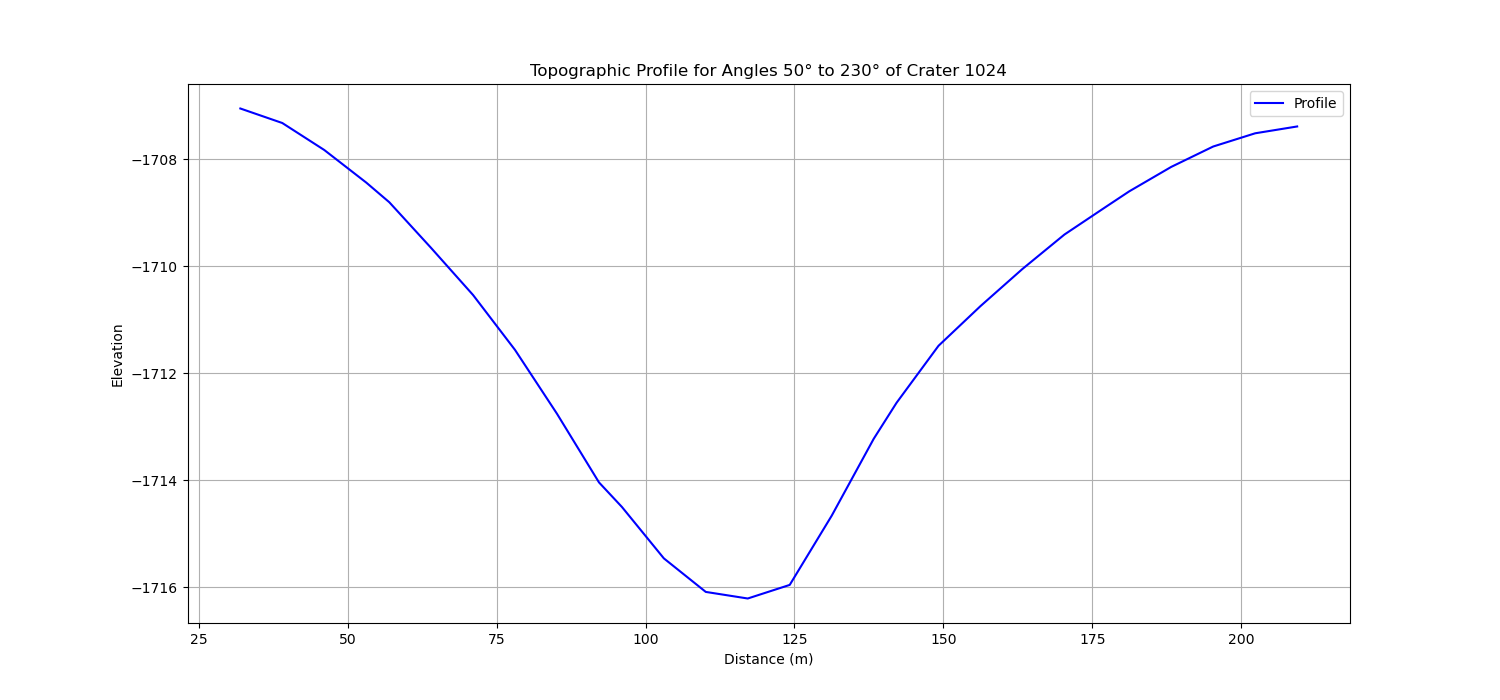 Topographic Profile for Angles 50° to 230° of Crater 1024
Profile
Elevation
−1708
−1710
−1712
−1714
−1716
25 50 75 100 125 150 175 200
Distance (m)